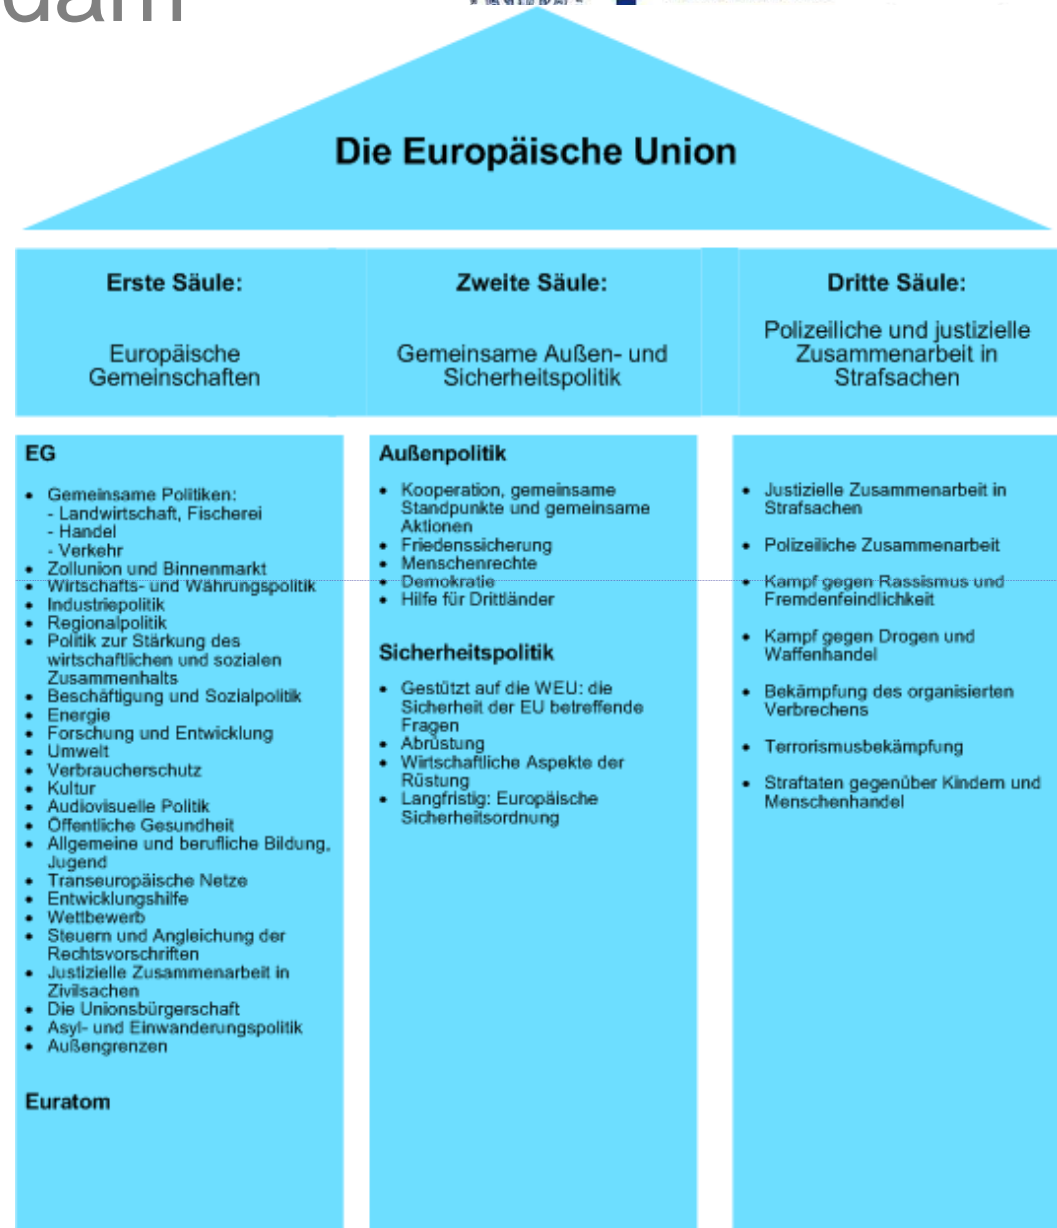 dam
Die Europäische Union
Erste Säule:
Europäische
Gemeinschaften
Zweite Säule:
Gemeinsame Außen- und
Sicherheitspolitik
Dritte Säule:
Polizeiliche und justizielle
Zusammenarbeit in
Strafsachen
EG
• Gemeinsame Politiken:
- Landwirtschaft, Fischerei
- Handel
- Verkehr
• Zollunion und Binnenmarkt
• Wirtschafts- und Währungspolitik
• Industriepolitik
• Regionalpolitik
• Politik zur Stärkung des
wirtschaftlichen und sozialen
Zusammenhalts
• Beschäftigung und Sozialpolitik
• Energie
• Forschung und Entwicklung
• Umwelt
• Verbraucherschutz
• Kultur
• Audiovisuelle Politik
• Öffentliche Gesundheit
• Allgemeine und berufliche Bildung,
Jugend
• Transeuropäische Netze
• Entwicklungshilfe
• Wettbewerb
• Steuern und Angleichung der
Rechtsvorschriften
• Justizielle Zusammenarbeit in
Zivilsachen
• Die Unionsbürgerschaft
• Asyl- und Einwanderungspolitik
• Außengrenzen
Euratom
Außenpolitik
• Kooperation, gemeinsame
Standpunkte und gemeinsame
Aktionen
• Friedenssicherung
• Menschenrechte
• Demokratie
• Hilfe für Drittländer
Sicherheitspolitik
• Gestützt auf die WEU: die
Sicherheit der EU betreffende
Fragen
• Abrüstung
• Wirtschaftliche Aspekte der
Rüstung
• Langfristig: Europäische
Sicherheitsordnung
• Justizielle Zusammenarbeit in
Strafsachen
• Polizeiliche Zusammenarbeit
• Kampf gegen Rassismus und
Fremdenfeindlichkeit
• Kampf gegen Drogen und
Waffenhandel
• Bekämpfung des organisierten
Verbrechens
• Terrorismusbekämpfung
• Straftaten gegenüber Kindern und
Menschenhandel